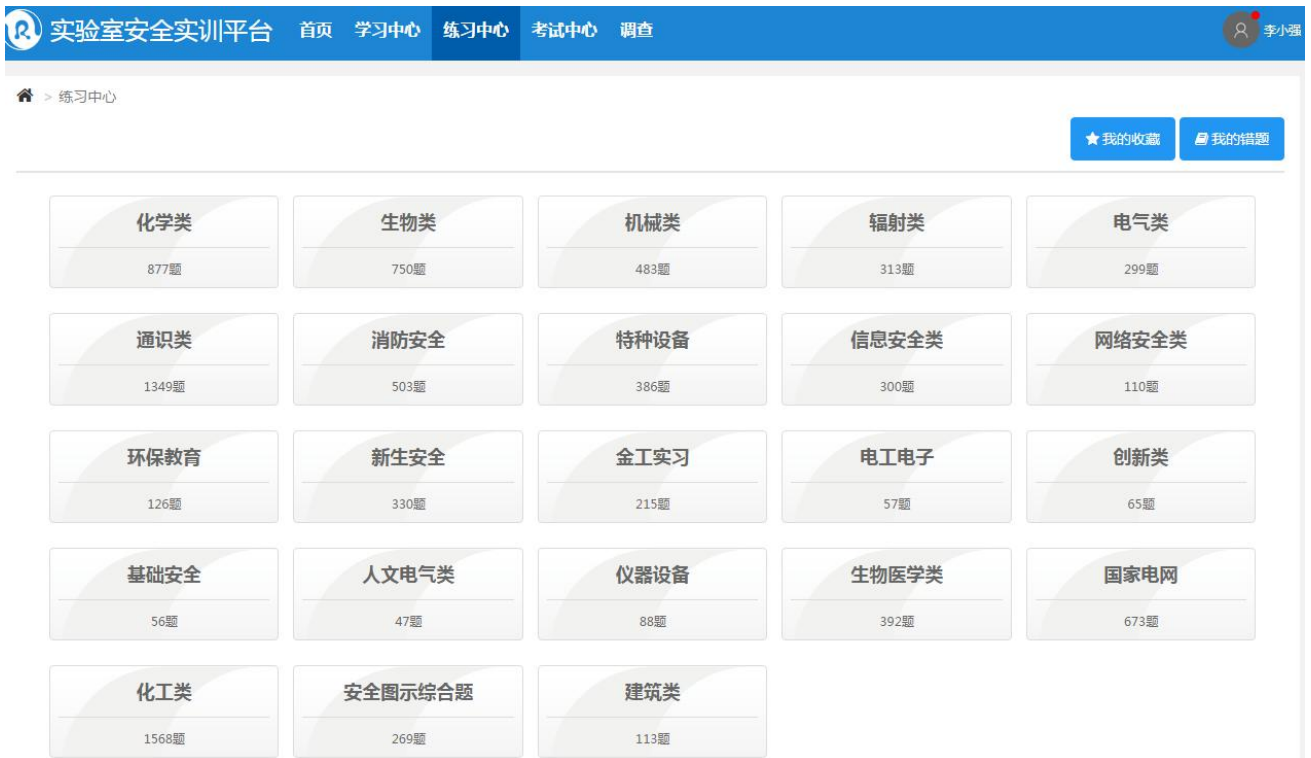 实验室安全实训平台 首页 学习中心 练习中心 考试中心 调查 李小强
> 练习中心
我的收藏 我的错题
化学类 生物类 机械类 辐射类 电气类
877题 750题 483题 313题 299题
通识类 消防安全 特种设备 信息安全类 网络安全类
1349题 503题 386题 300题 110题
环保教育 新生安全 金工实习 电工电子 创新类
126题 330题 215题 57题 65题
基础安全 人文电气类 仪器设备 生物医学类 国家电网
56题 47题 88题 392题 673题
化工类 安全图示综合题 建筑类
1568题 269题 113题